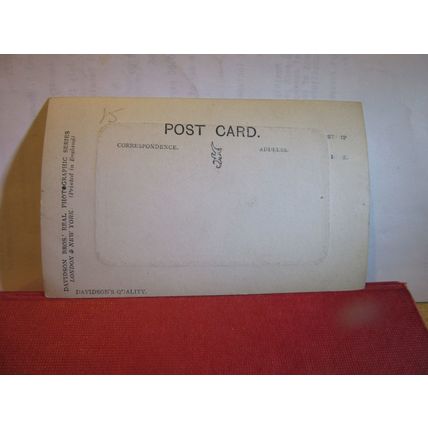 15
POST CARD.
CORRESPONDENCE.
ADDRESS.
DAVIDSON BROS.' REAL PHOTOGRAPHIC SERIES
LONDON & NEW YORK (Printed in England)
DAVIDSON'S QUALITY.